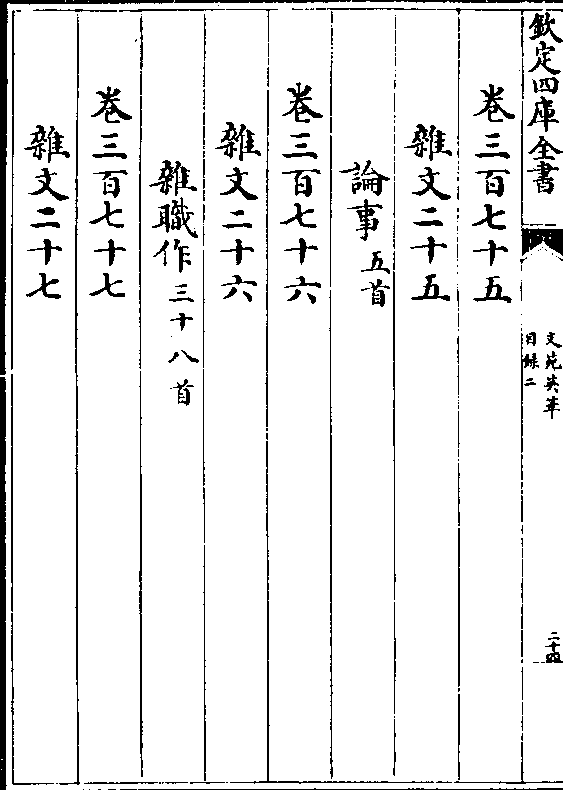 欽定四庫全書
文苑英華
目錄二
二十四
卷三百七十五
雜文二十五
論事五首
卷三百七十六
雜文二十六
雜職作三十八首
卷三百七十七
雜文二十七